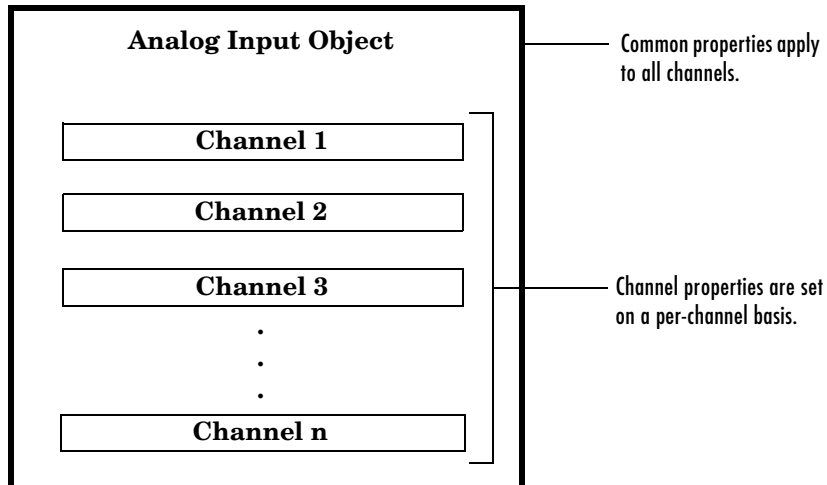 Analog Input Object
Common properties apply
to all channels.
Channel 1
Channel 2
Channel 3
.
.
.
Channel properties are set
on a per-channel basis.
Channel n